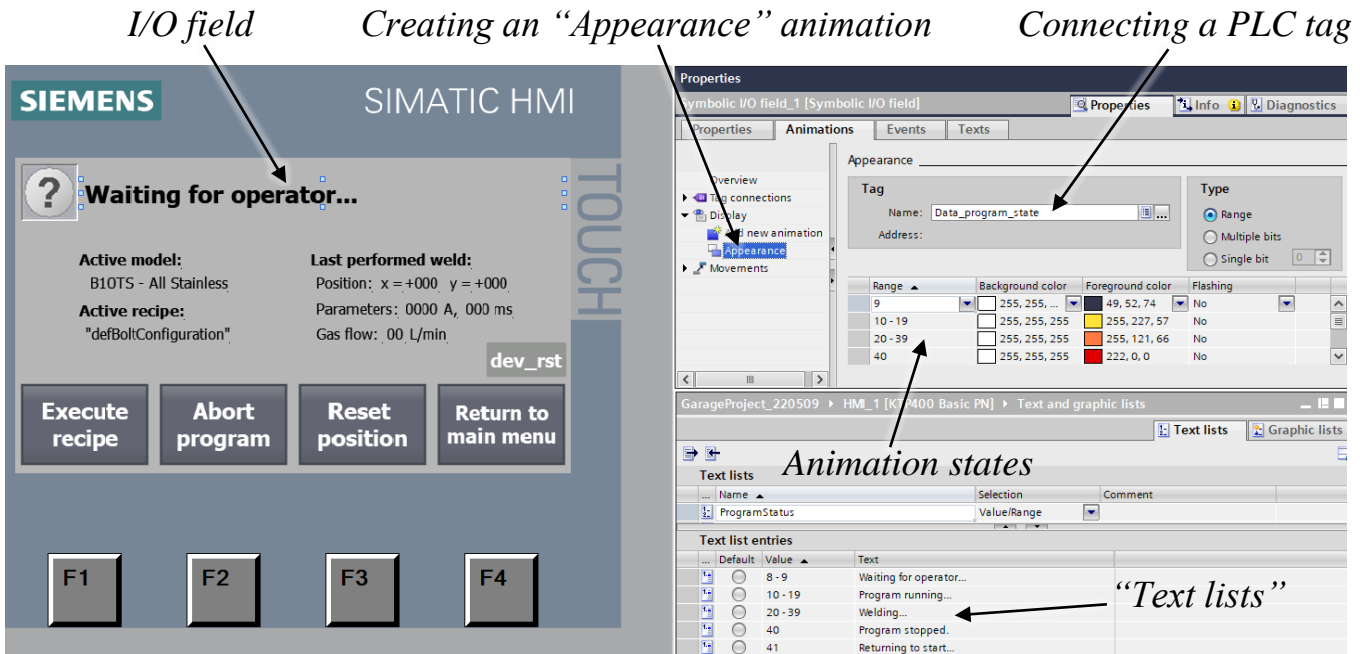 I/O field
Creating an “Appearance” animation
Connecting a PLC tag
SIEMENS
SIMATIC HMI
TOUCH
?
Waiting for operator...
Active model:
B10TS - All Stainless
Active recipe:
"defBoltConfiguration"
Last performed weld:
Position: x = +000 y = +000
Parameters: 0000 A, 000 ms
Gas flow: 00 L/min
dev_rst
Execute recipe
Abort program
Reset position
Return to main menu
F1
F2
F3
F4
Properties
Symbolic I/O field_1 [Symbolic I/O field]
Properties
Info
Diagnostics
Properties
Animations
Events
Texts
Overview
Tag connections
Display
Add new animation
Appearance
Movements
Appearance
Tag
Name: Data_program_state
Address:
Type
Range
Multiple bits
Single bit 0
Range Background color Foreground color Flashing
9 255, 255, ... 49, 52, 74 No
10 - 19 255, 255, 255 255, 227, 57 No
20 - 39 255, 255, 255 255, 121, 66 No
40 255, 255, 255 222, 0, 0 No
GarageProject_220509 HMI_1 [KTP400 Basic PN] Text and graphic lists
Text lists
Graphic lists
Animation states
Text lists
... Name Selection Comment
ProgramStatus Value/Range
Text list entries
... Default Value Text
8 - 9 Waiting for operator...
10 - 19 Program running...
20 - 39 Welding...
40 Program stopped.
41 Returning to start...
“Text lists”